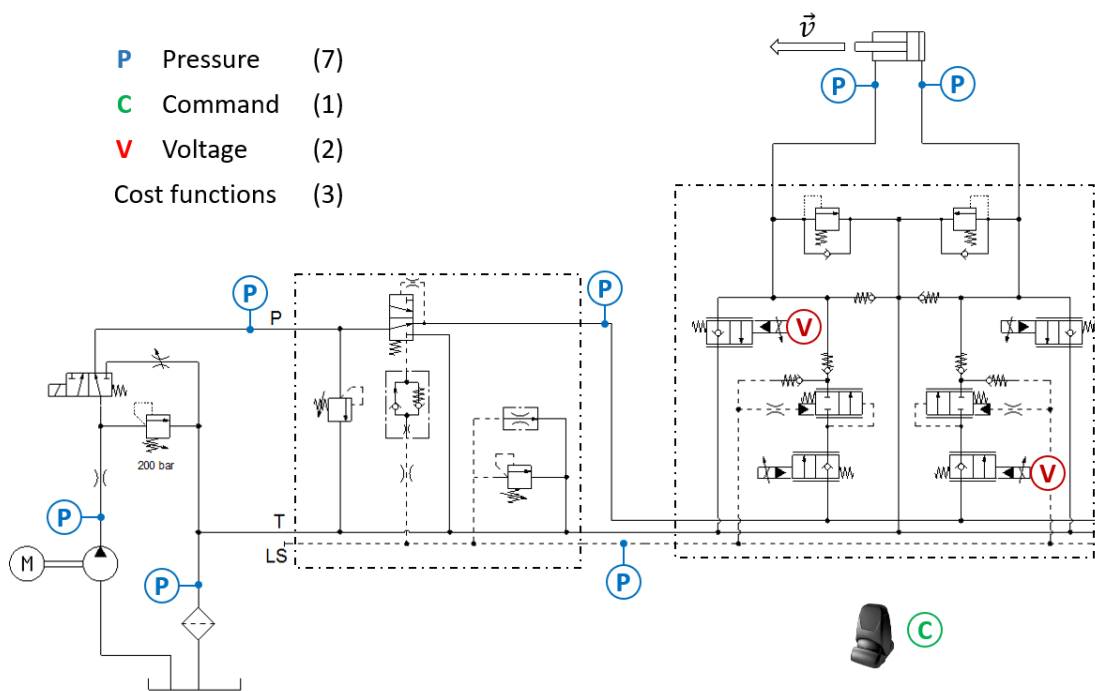 P Pressure (7)
C Command (1)
V Voltage (2)
Cost functions (3)
v
P
P
P
P
P
V
200 bar
P
V
T
M
LS
P
P
C